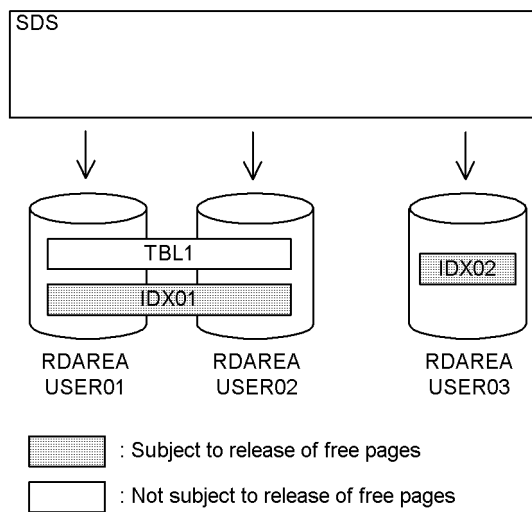 SDS
TBL1
IDX01
IDX02
RDAREA
USER01
RDAREA
USER02
RDAREA
USER03
: Subject to release of free pages
: Not subject to release of free pages